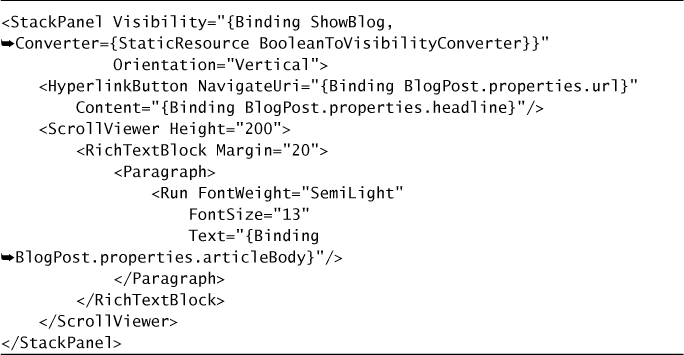 <StackPanel Visibility="{Binding ShowBlog,
➥Converter={StaticResource BooleanToVisibilityConverter}}"
            Orientation="Vertical">
    <HyperlinkButton NavigateUri="{Binding BlogPost.properties.url}"
        Content="{Binding BlogPost.properties.headline}"/>
    <ScrollViewer Height="200">
        <RichTextBlock Margin="20">
            <Paragraph>
                <Run FontWeight="SemiLight"
                    FontSize="13"
                    Text="{Binding
➥BlogPost.properties.articleBody}"/>
            </Paragraph>
        </RichTextBlock>
    </ScrollViewer>
</StackPanel>